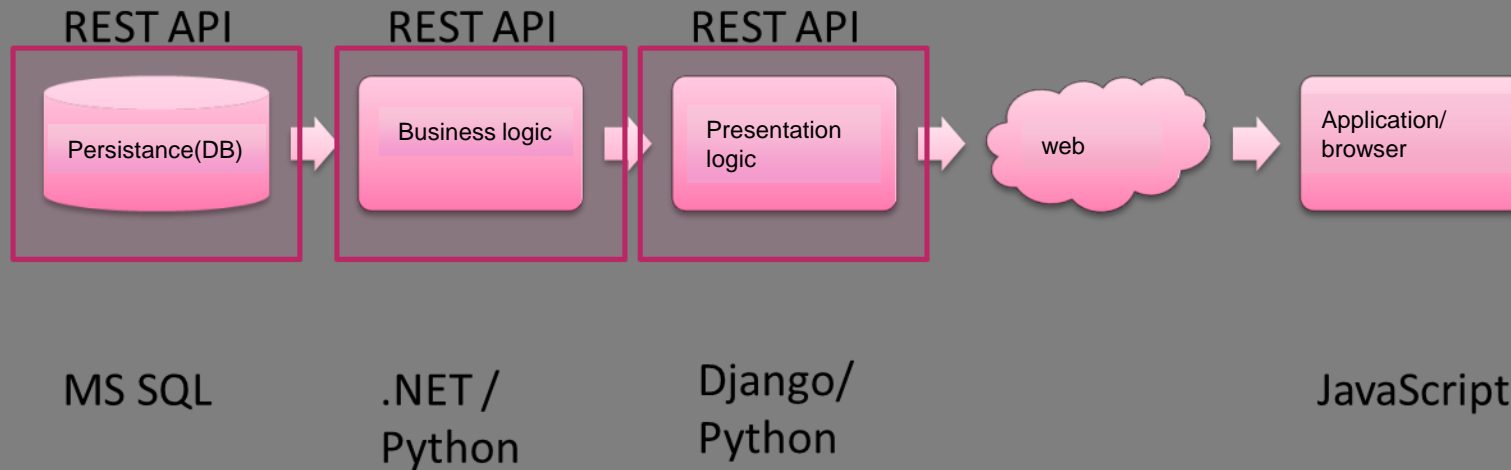 REST API
REST API
REST API
Persistance(DB)
Business logic
Presentation
logic
web
Application/
browser
MS SQL
.NET /
Python
Django/
Python
JavaScript